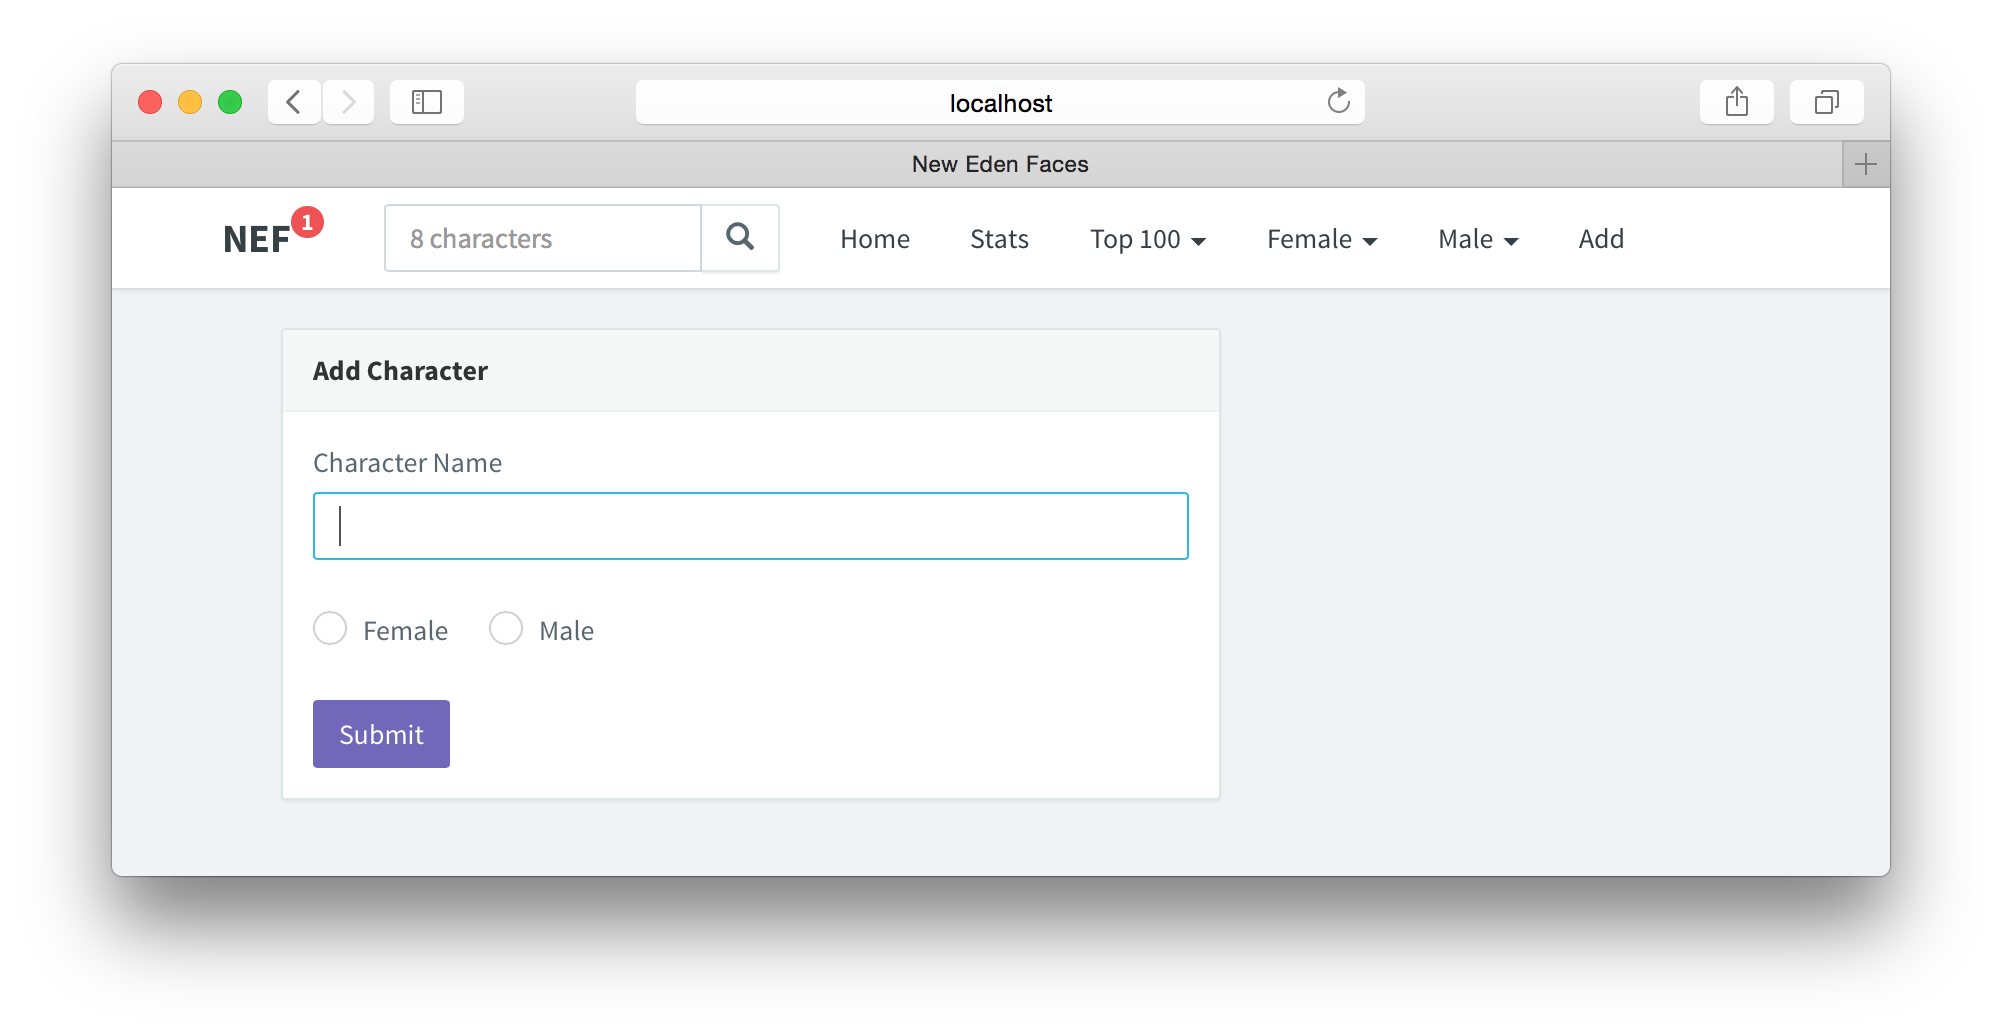 localhost
New Eden Faces
NEF 1 8 characters Home Stats Top 100 Female Male Add
Add Character
Character Name
Female Male
Submit